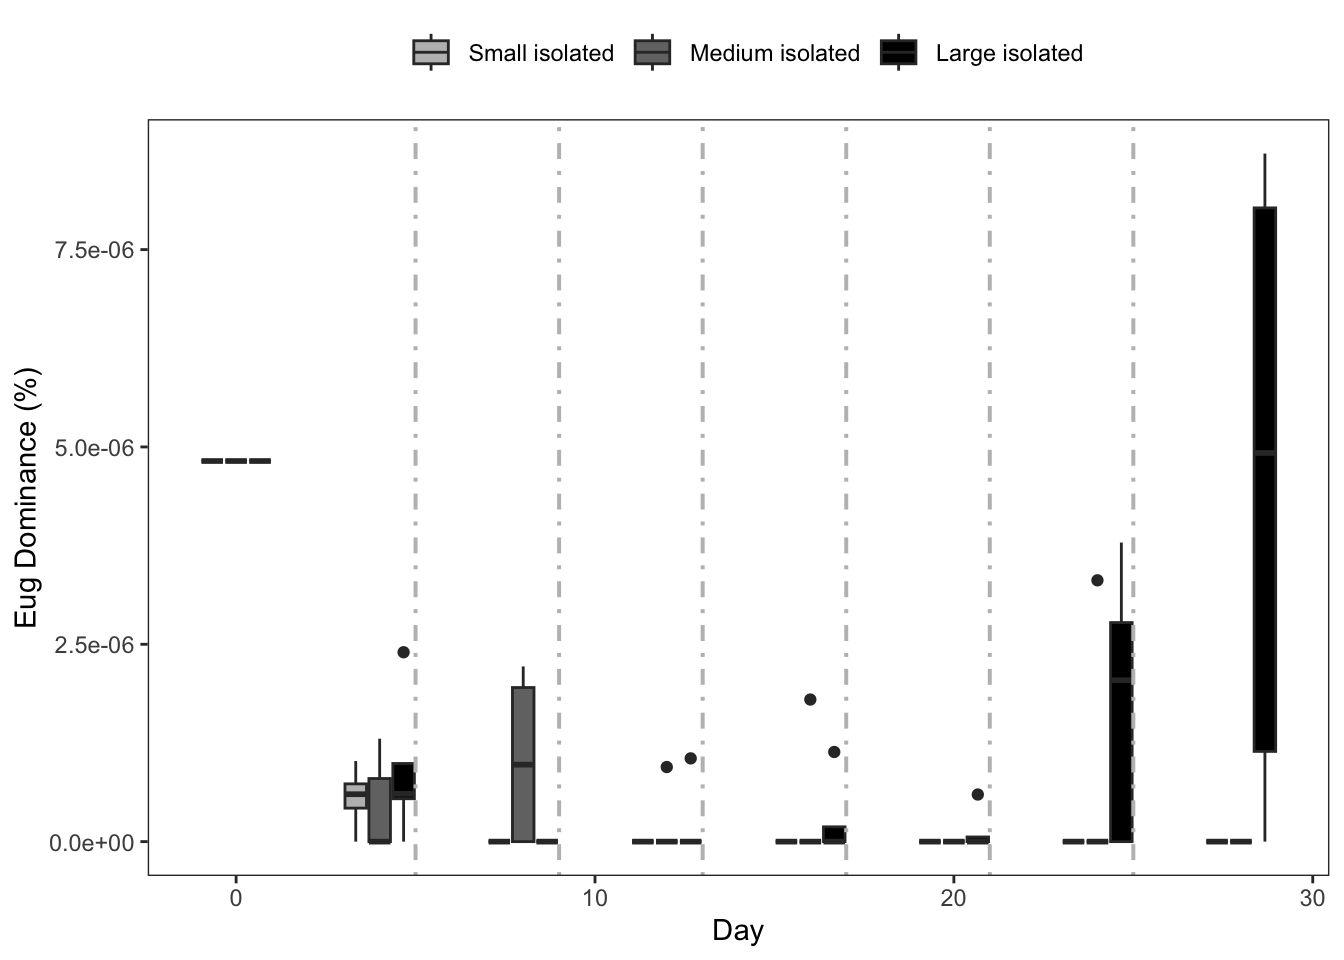 Small isolated Medium isolated Large isolated
7.5e-06
5.0e-06
2.5e-06
0.0e+00
Eug Dominance (%)
0 10 20 30
Day